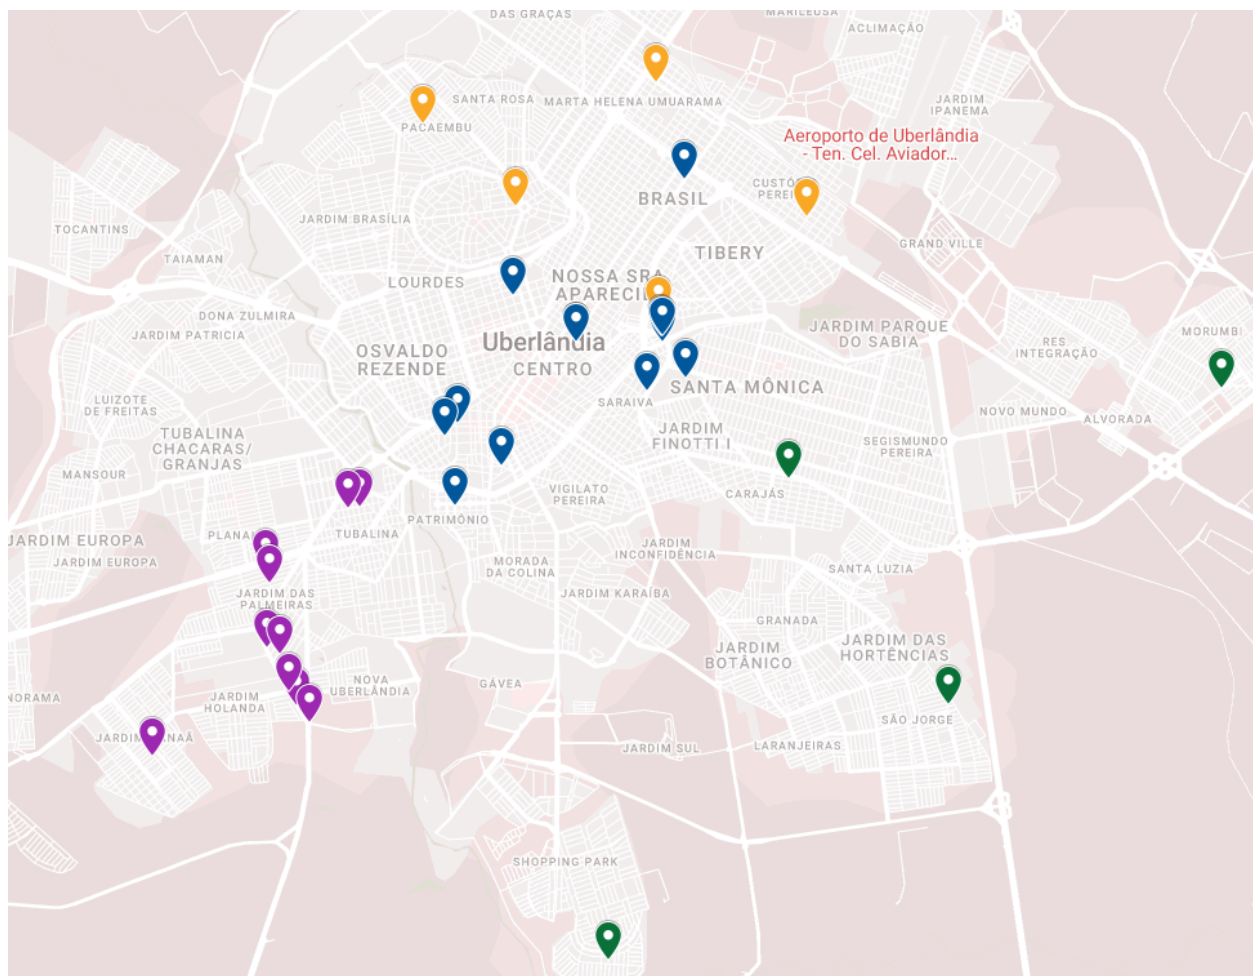 DAS GRAÇAS
MARILEUSA
ACLIMAÇÃO
SANTA ROSA
MARTA HELENA
UMUARAMA
JARDIM
IPANEMA
PACAEMBU
Aeroporto de Uberlândia
- Ten. Cel. Aviador...
BRASIL
JARDIM BRASÍLIA
TOCANTINS
TIBERY
GRAND VILLE
TAIAMAN
LOURDES
NOSSA SRA
DONA ZULMIRA
JARDIM PATRICIA
JARDIM PARQUE
DO SABIA
MORUMBI
Uberlândia
CENTRO
OSVALDO
REZENDE
RES
INTEGRAÇÃO
SANTA MÔNICA
LUIZOTE
DE FREITAS
SARAIVA
NOVO MUNDO
ALVORADA
TUBALINA
CHACARAS/
GRANJAS
JARDIM
FINOTTI I
SEGISMUNDO
PEREIRA
MANSOUR
VIGILATO
PEREIRA
CARAJÁS
PATRIMÔNIO
JARDIM EUROPA
TUBALINA
JARDIM
INCONFIDÊNCIA
JARDIM EUROPA
MORADA
DA COLINA
SANTA LUZIA
JARDIM DAS
PALMEIRAS
JARDIM KARAÍBA
GRANADA
JARDIM
BOTÂNICO
JARDIM DAS
HORTÊNCIAS
JARDIM
HOLANDA
NOVA
UBERLÂNDIA
GÁVEA
SÃO JORGE
JARDIM
JARDIM SUL
LARANJEIRAS
SHOPPING PARK